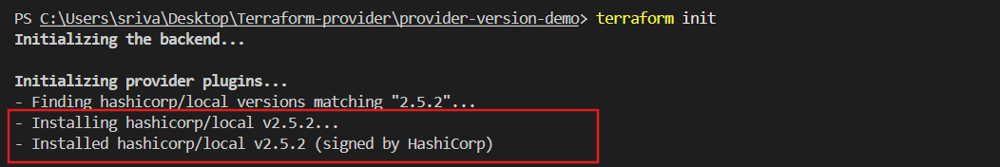 PS C:\Users\sriva\Desktop\Terraform-provider\provider-version-demo> terraform init
Initializing the backend...
Initializing provider plugins...
- Finding hashicorp/local versions matching "2.5.2"...
- Installing hashicorp/local v2.5.2...
- Installed hashicorp/local v2.5.2 (signed by HashiCorp)